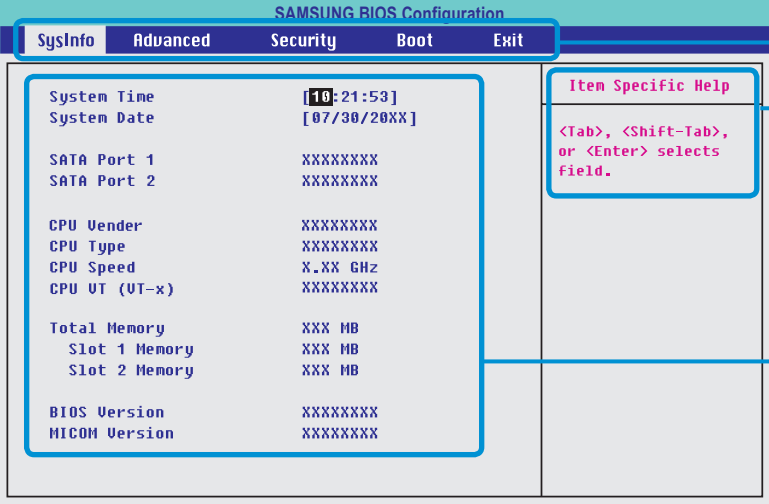 SAMSUNG BIOS Configuration
SysInfo Advanced Security Boot Exit
System Time [10:21:53]
System Date [07/30/20XX]
SATA Port 1 XXXXXXXX
SATA Port 2 XXXXXXXX
CPU Vender XXXXXXXX
CPU Type XXXXXXXX
CPU Speed X.XX GHz
CPU VT (VT-x) XXXXXXXX
Total Memory XXX MB
Slot 1 Memory XXX MB
Slot 2 Memory XXX MB
BIOS Version XXXXXXXX
MICOM Version XXXXXXXX
Item Specific Help
<Tab>, <Shift-Tab>,
or <Enter> selects
field.